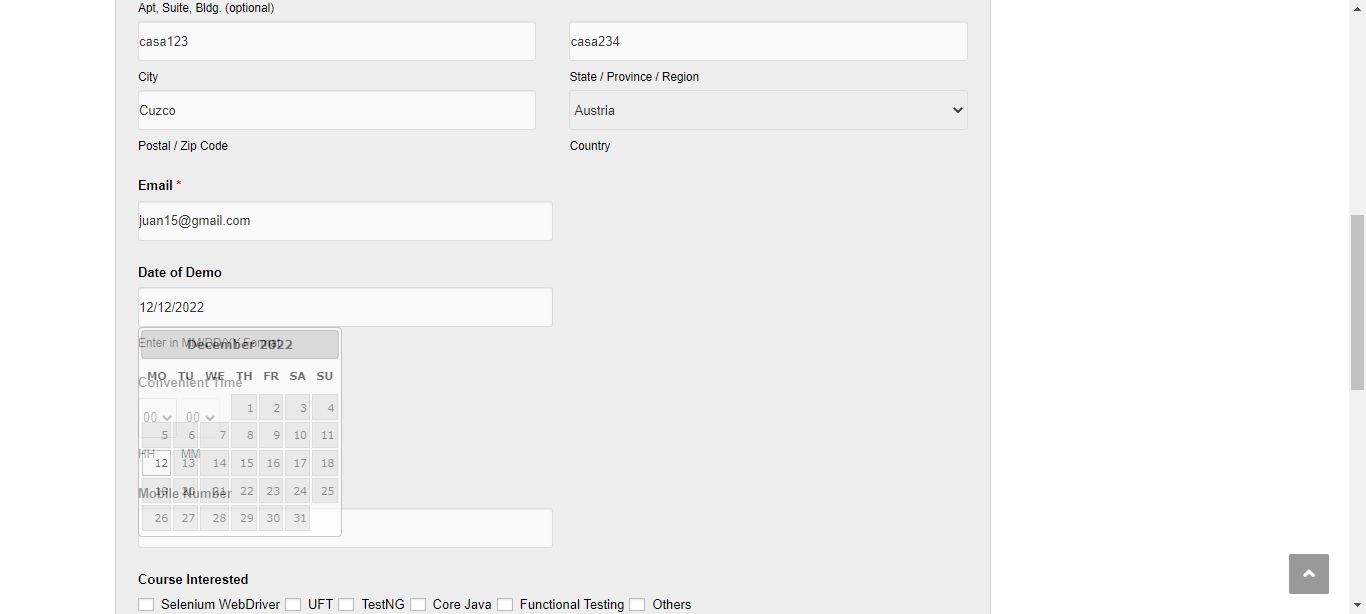 Apt, Suite, Bldg. (optional)
casa123 casa234
City State / Province / Region
Cuzco Austria
Postal / Zip Code Country
Email *
juan15@gmail.com
Date of Demo
12/12/2022
Enter in MM/DD/YY Format
December 2022
MO TU WE TH FR SA SU
Convenient Time
1 2 3 4
00 00
5 6 7 8 9 10 11
HH MM
12 13 14 15 16 17 18
19 20 21 22 23 24 25
Mobile Number
26 27 28 29 30 31
Course Interested
Selenium WebDriver UFT TestNG Core Java Functional Testing Others